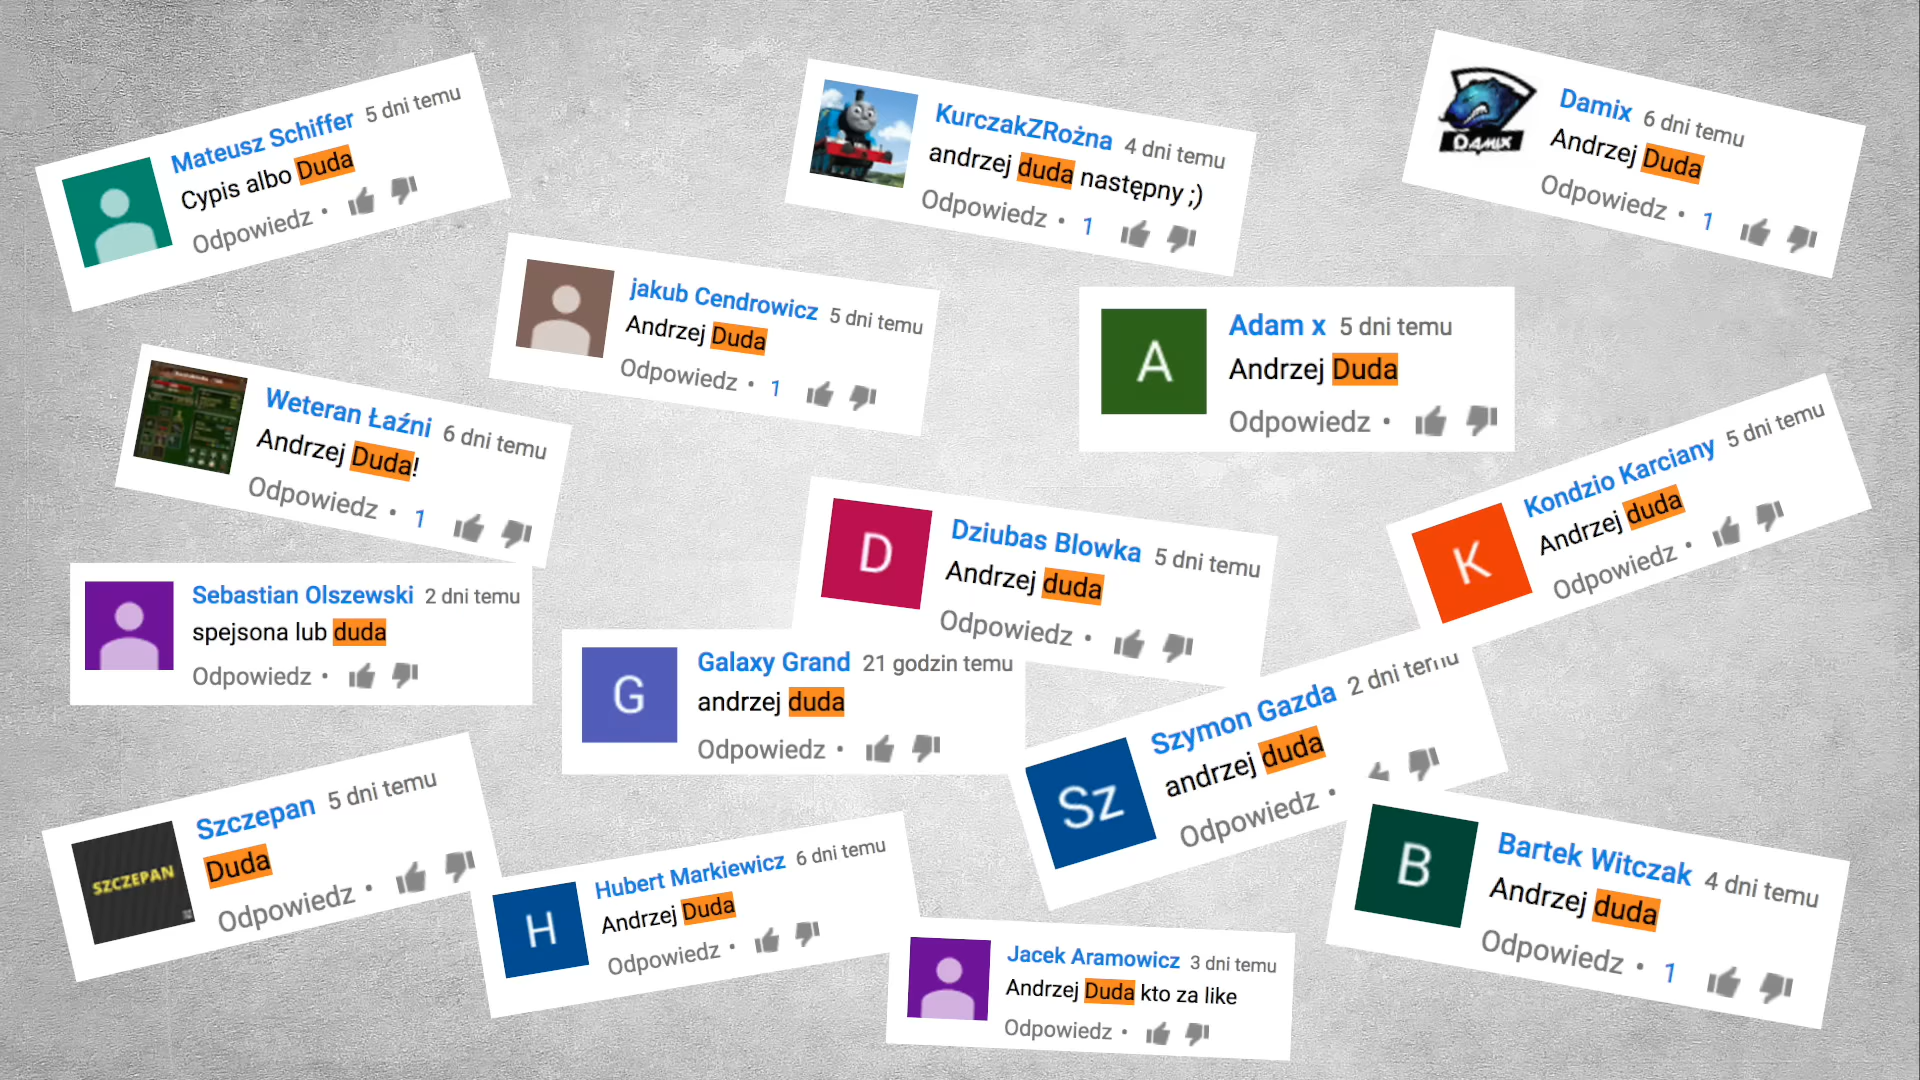 Mateusz Schiffer 5 dni temu
Cypis albo Duda
Odpowiedz •
KurczakZRożna 4 dni temu
andrzej duda następny ;)
Odpowiedz • 1
DAMIX
Damix 6 dni temu
Andrzej Duda
Odpowiedz • 1
jakub Cendrowicz 5 dni temu
Andrzej Duda
Odpowiedz • 1
A
Adam x 5 dni temu
Andrzej Duda
Odpowiedz •
Weteran Łaźni 6 dni temu
Andrzej Duda!
Odpowiedz • 1
K
Kondzio Karciany 5 dni temu
Andrzej duda
Odpowiedz •
D
Dziubas Blowka 5 dni temu
Andrzej duda
Odpowiedz •
Sebastian Olszewski 2 dni temu
spejsona lub duda
Odpowiedz •
G
Galaxy Grand 21 godzin temu
andrzej duda
Odpowiedz •
Sz
Szymon Gazda 2 dni temu
andrzej duda
Odpowiedz •
SZCZEPAN
Szczepan 5 dni temu
Duda
Odpowiedz •
H
Hubert Markiewicz 6 dni temu
Andrzej Duda
Odpowiedz •
B
Bartek Witczak 4 dni temu
Andrzej duda
Odpowiedz • 1
Jacek Aramowicz 3 dni temu
Andrzej Duda kto za like
Odpowiedz •